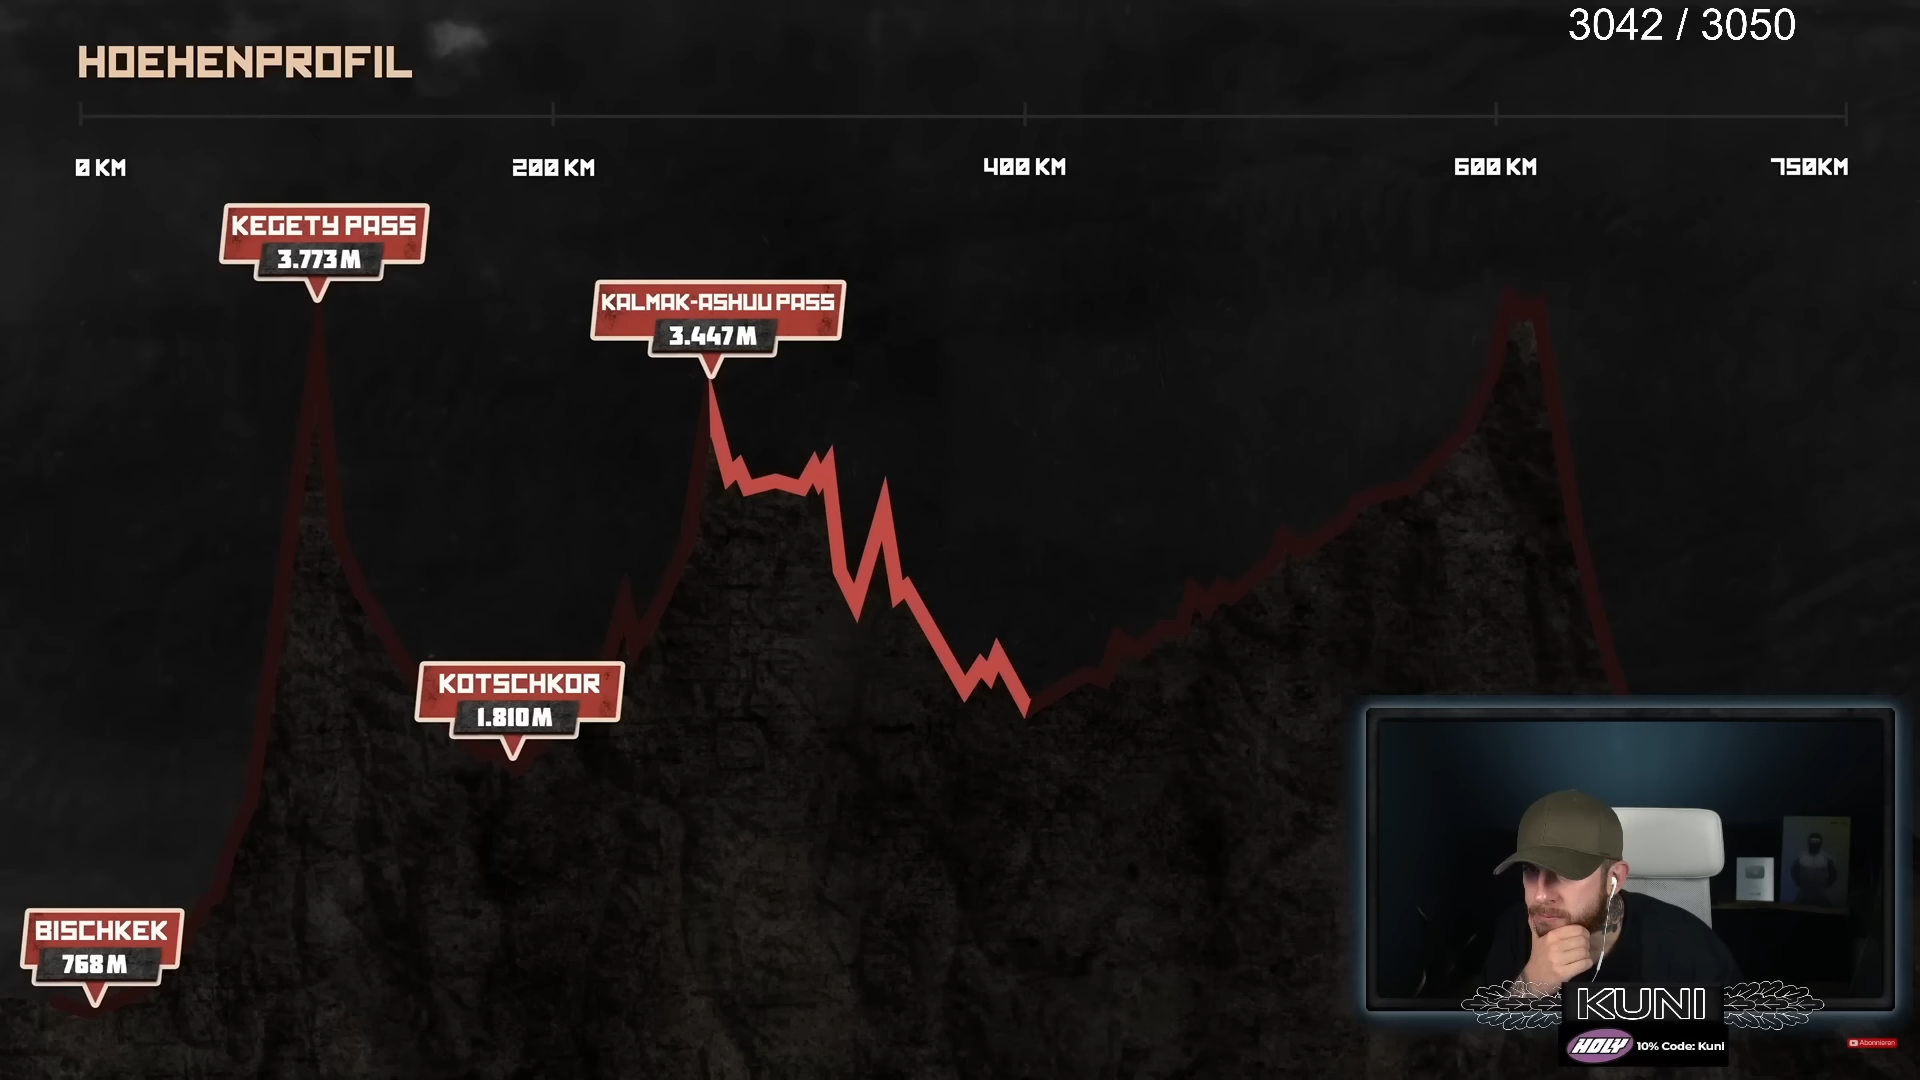 3042 / 3050
HOEHENPROFIL
0 KM
200 KM
400 KM
600 KM
750KM
KEGETY PASS
3.773 M
KALMAK-ASHUU PASS
3.447 M
KOTSCHKOR
1.810 M
BISCHKEK
768 M
KUNI
HOLY 10% Code: Kuni
Abonnieren